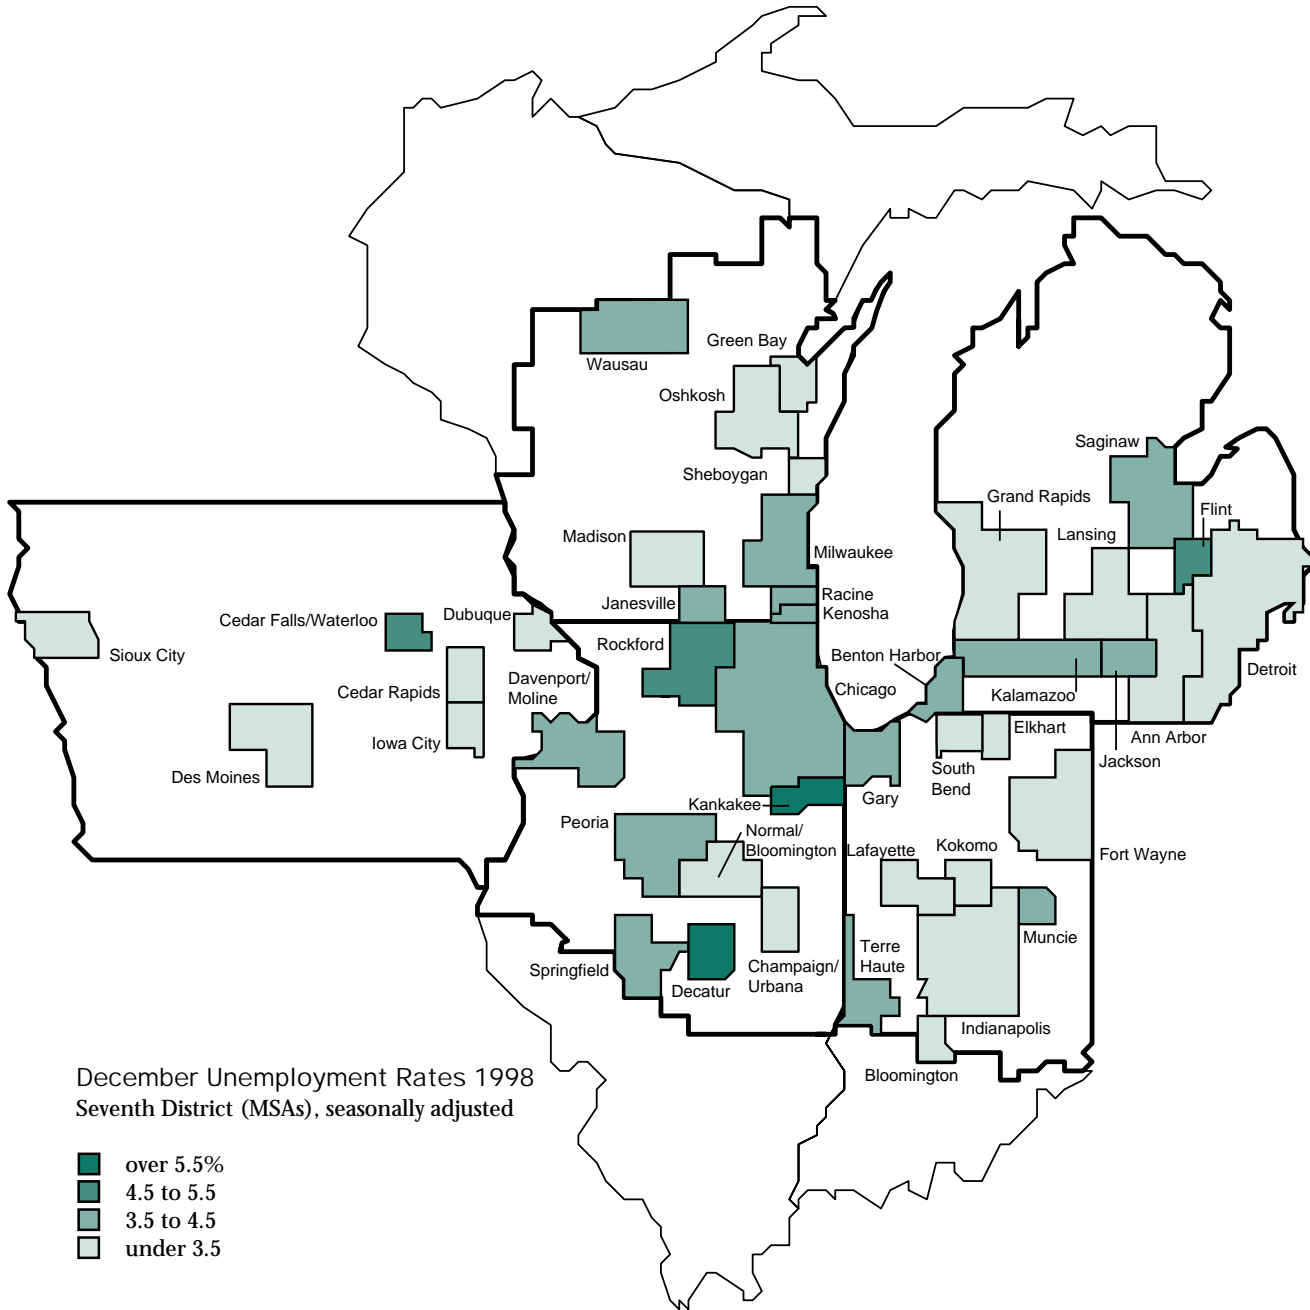 Green Bay
Wausau
Oshkosh
Saginaw
Sheboygan
Grand Rapids
Flint
Lansing
Madison
Milwaukee
Janesville
Racine
Kenosha
Cedar Falls/Waterloo
Dubuque
Rockford
Sioux City
Benton Harbor
Detroit
Davenport/
Moline
Cedar Rapids
Chicago
Kalamazoo
Elkhart
Ann Arbor
Iowa City
Jackson
Des Moines
South
Bend
Gary
Kankakee
Peoria
Normal/
Bloomington
Lafayette
Kokomo
Fort Wayne
Muncie
Terre
Haute
Springfield
Decatur
Champaign/
Urbana
Indianapolis
Bloomington
December Unemployment Rates 1998
Seventh District (MSAs), seasonally adjusted
over 5.5%
4.5 to 5.5
3.5 to 4.5
under 3.5